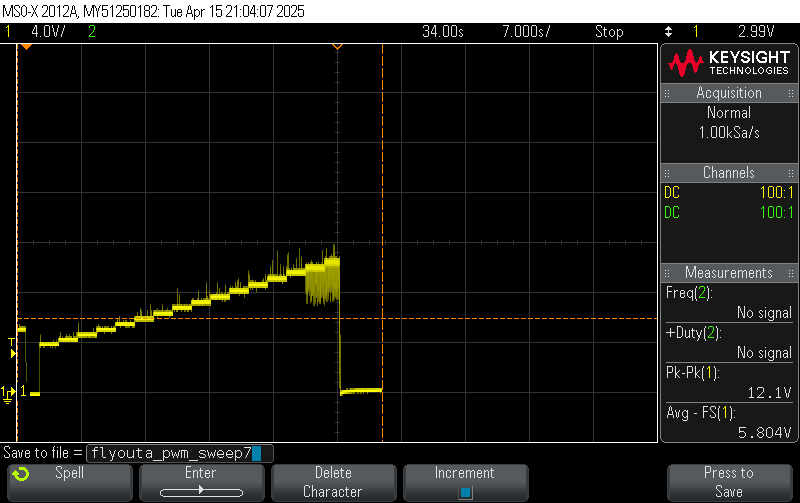 MSO-X 2012A, MY51250182: Tue Apr 15 21:04:07 2025
1 4.0V/ 2 34.00s 7.000s/ Stop 1 2.99V
KEYSIGHT
TECHNOLOGIES
Acquisition
Normal
1.00kSa/s
Channels
DC 100:1
DC 100:1
Measurements
Freq(2):
No signal
+Duty(2):
No signal
Pk-Pk(1):
12.1V
Avg - FS(1):
5.804V
T
1 1
Save to file = flyouta_pwm_sweep7
Spell
Enter
Delete
Character
Increment
Press to
Save